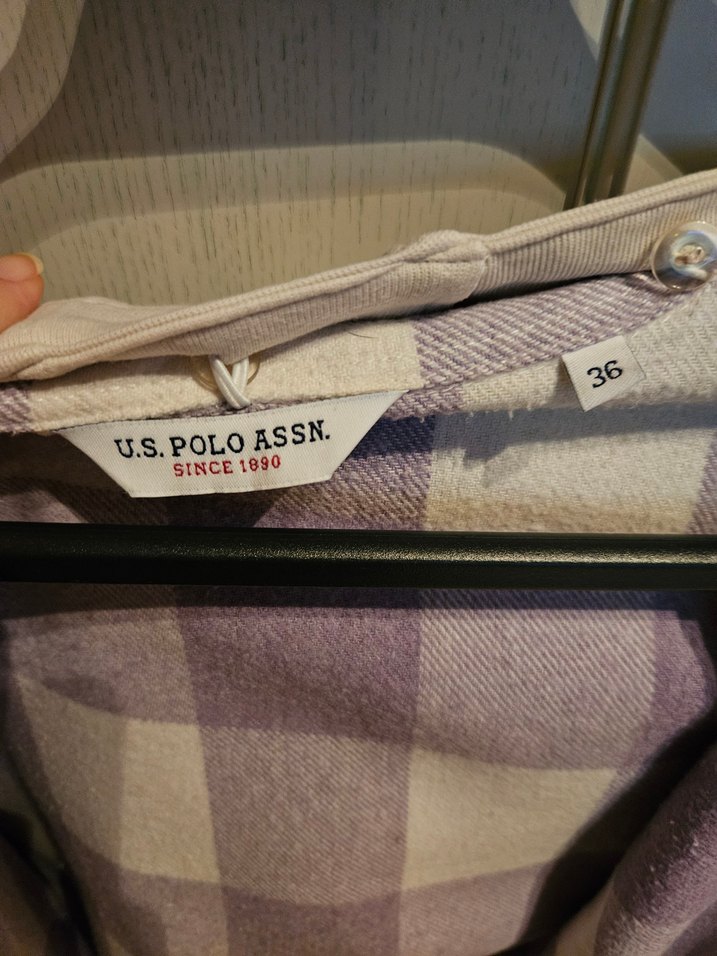 U.S. POLO ASSN.
SINCE 1890
36